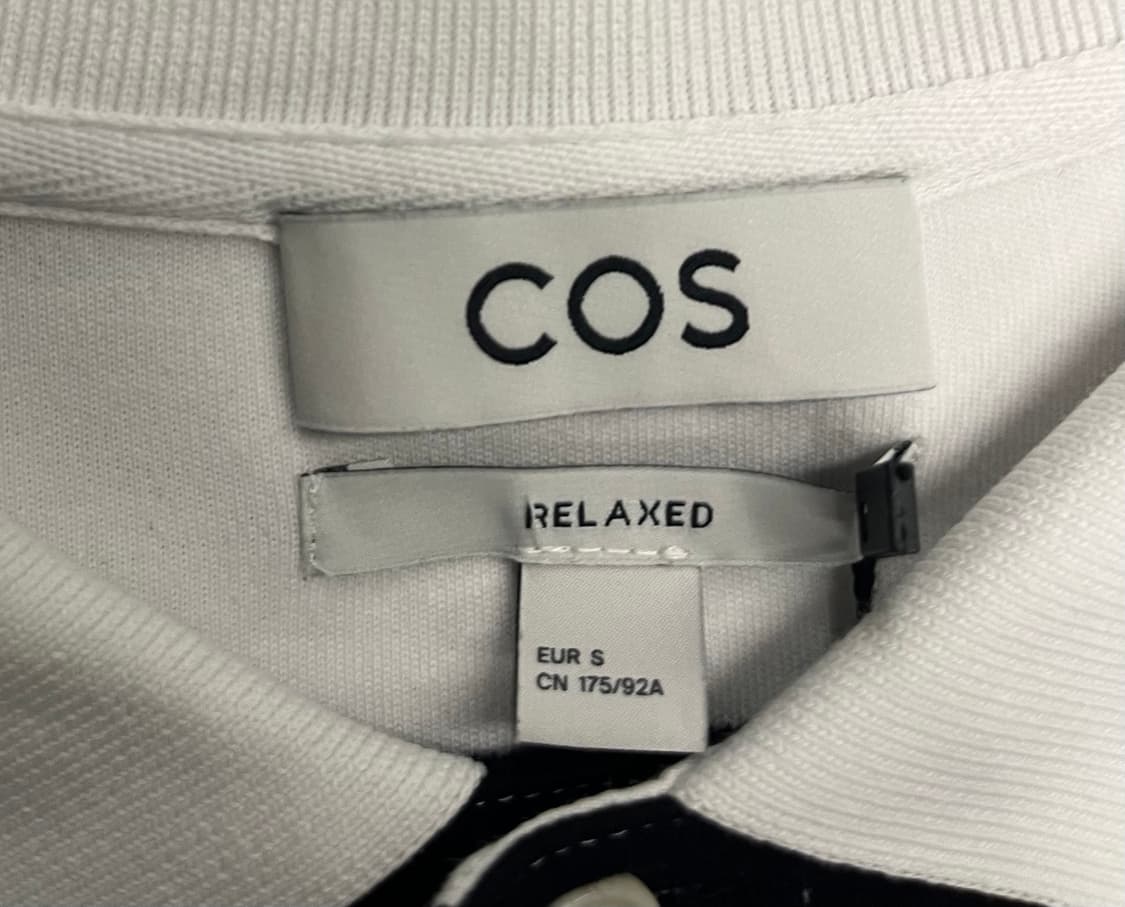 COS
RELAXED
EUR S
CN 175/92A